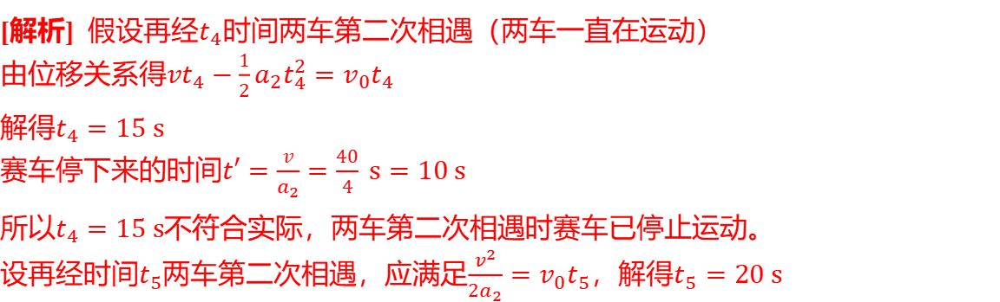 [解析] 假设再经$t_4$时间两车第二次相遇（两车一直在运动）
由位移关系得$vt_4-\frac{1}{2}a_2t_4^2=v_0t_4$
解得$t_4=15\ \mathrm{s}$
赛车停下来的时间$t'=\frac{v}{a_2}=\frac{40}{4}\ \mathrm{s}=10\ \mathrm{s}$
所以$t_4=15\ \mathrm{s}$不符合实际，两车第二次相遇时赛车已停止运动。
设再经时间$t_5$两车第二次相遇，应满足$\frac{v^2}{2a_2}=v_0t_5$，解得$t_5=20\ \mathrm{s}$